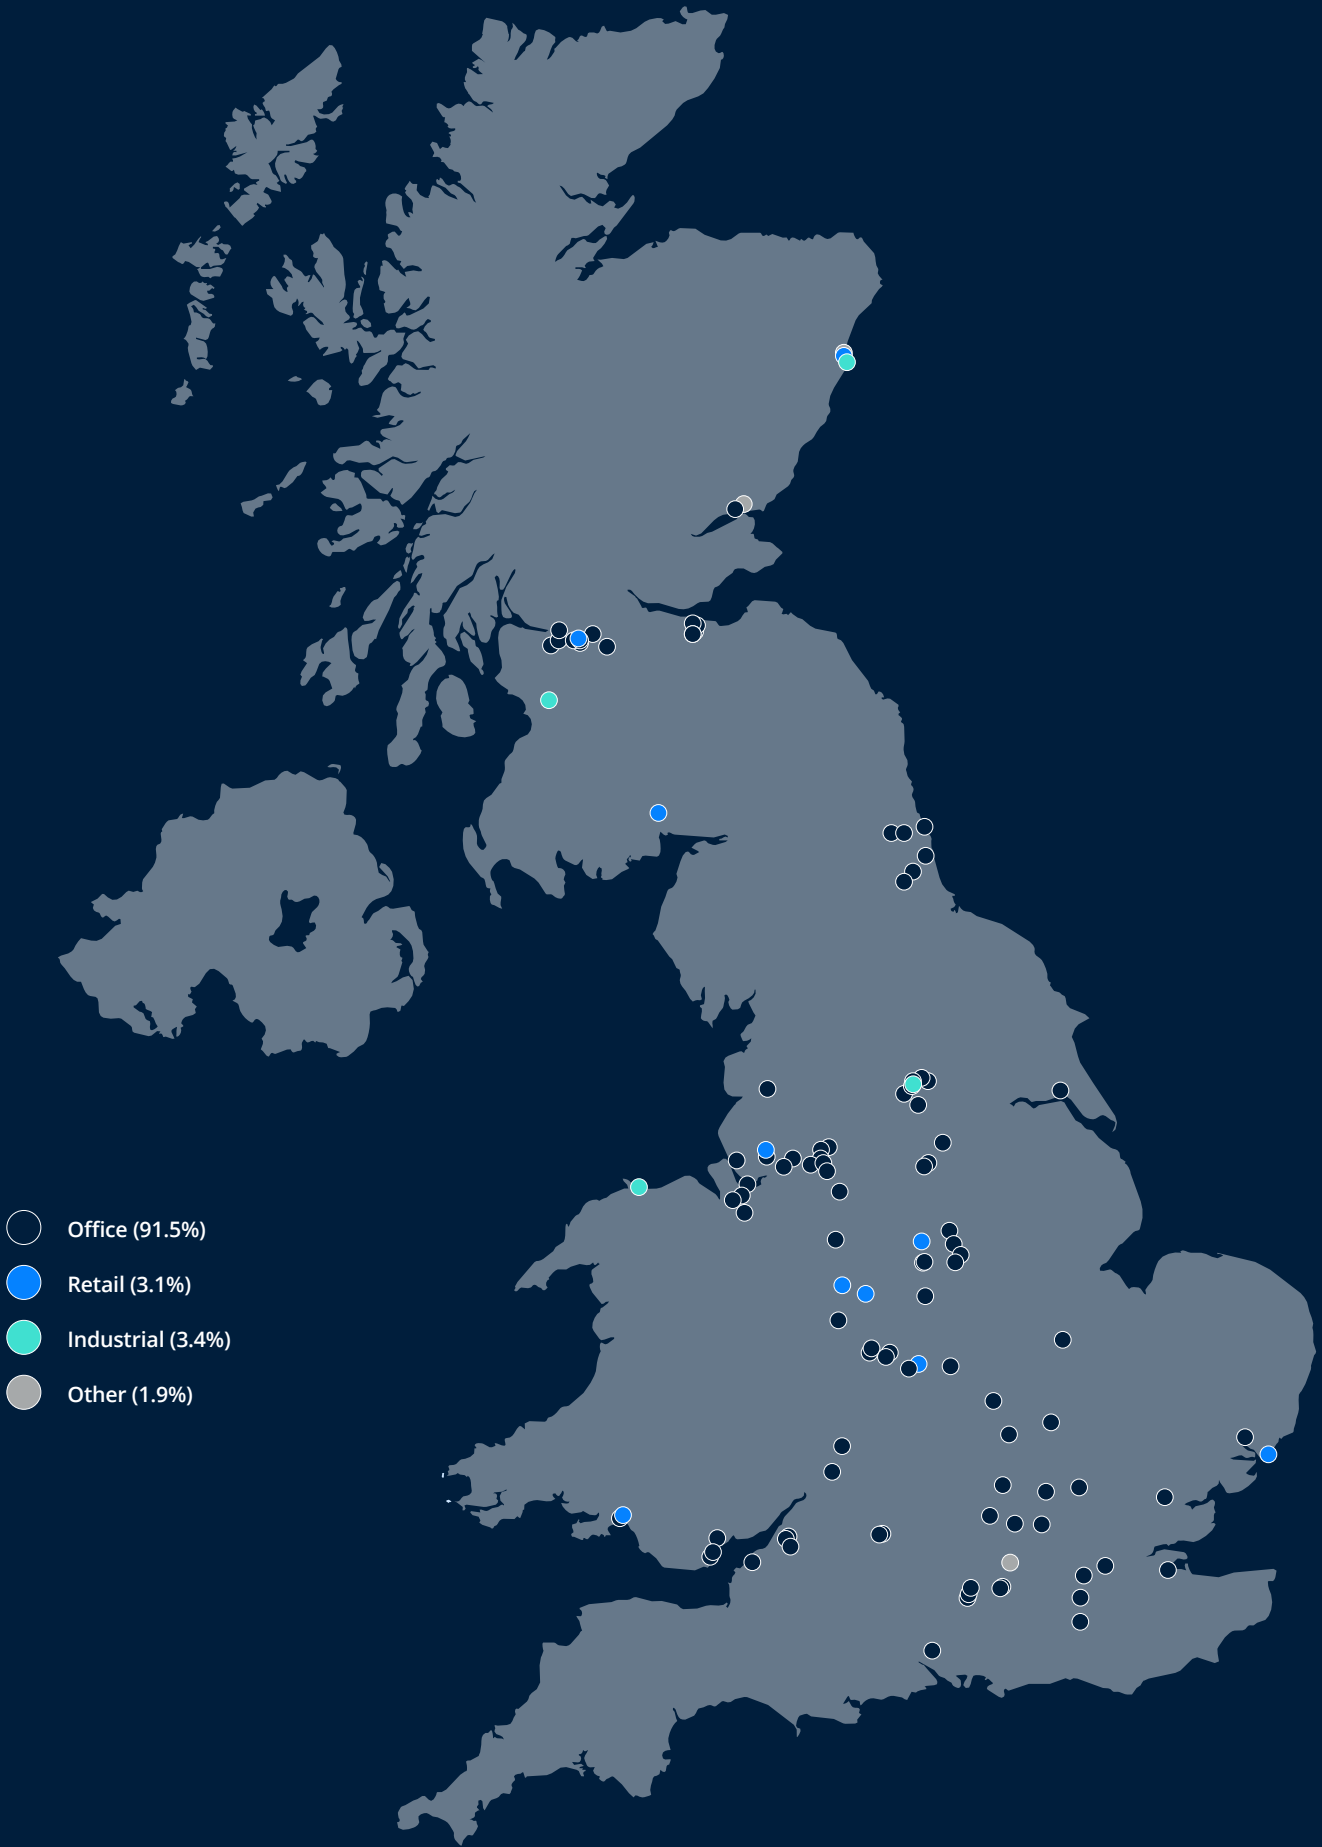 Office (91.5%)
Retail (3.1%)
Industrial (3.4%)
Other (1.9%)